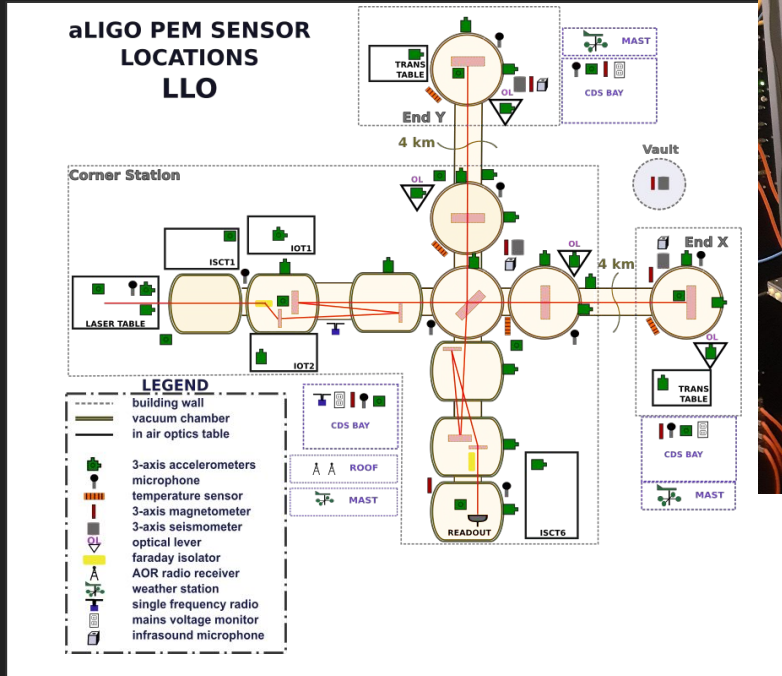 aLIGO PEM SENSOR
LOCATIONS
LLO
TRANS
TABLE
MAST
CDS BAY
OL
End Y
4 km
Vault
Corner Station
OL
ISCT1
IOT1
OL
4 km
End X
LASER TABLE
IOT2
OL
TRANS
TABLE
CDS BAY
ROOF
MAST
READOUT
ISCT6
CDS BAY
MAST
LEGEND
building wall
vacuum chamber
in air optics table
3-axis accelerometers
microphone
temperature sensor
3-axis magnetometer
3-axis seismometer
OL
optical lever
faraday isolator
AOR radio receiver
weather station
single frequency radio
mains voltage monitor
infrasound microphone